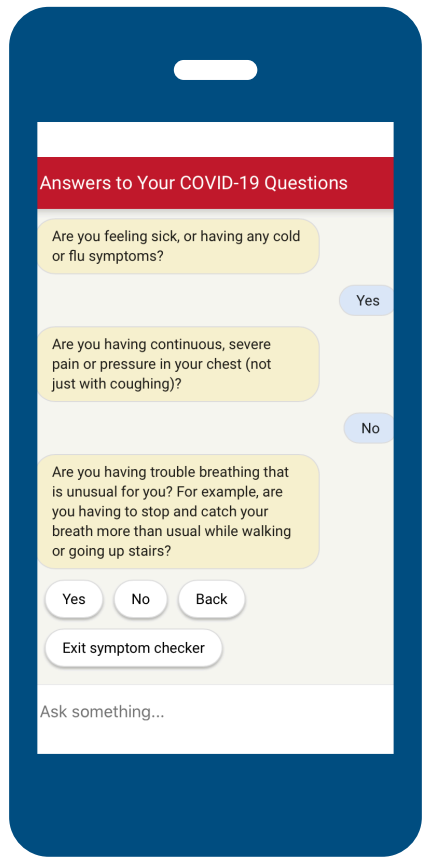 Answers to Your COVID-19 Questions
Are you feeling sick, or having any cold
or flu symptoms?
Yes
Are you having continuous, severe
pain or pressure in your chest (not
just with coughing)?
No
Are you having trouble breathing that
is unusual for you? For example, are
you having to stop and catch your
breath more than usual while walking
or going up stairs?
Yes No Back
Exit symptom checker
Ask something...